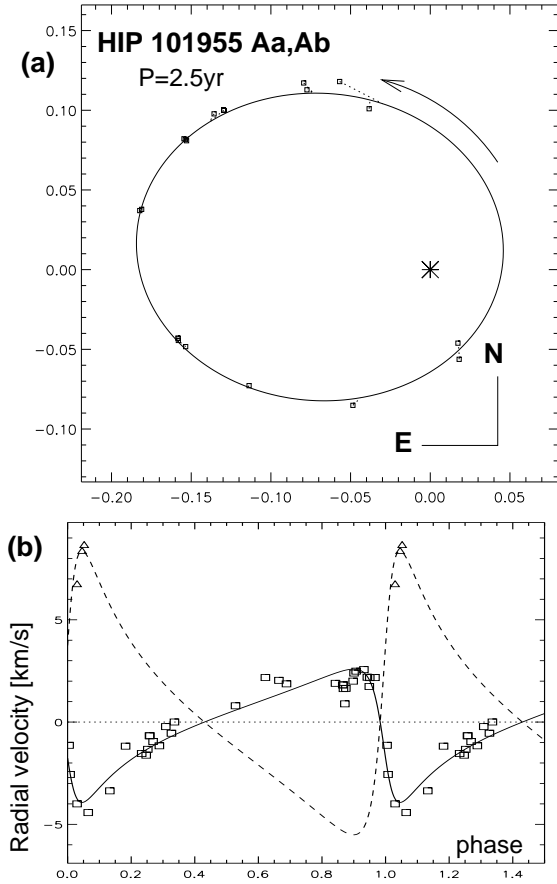 (a)
HIP 101955 Aa,Ab
P=2.5yr
0.15
0.10
0.05
0.00
−0.05
−0.10
N
E
−0.20 −0.15 −0.10 −0.05 0.00 0.05
(b)
Radial velocity [km/s]
5
0
−5
phase
0.0 0.2 0.4 0.6 0.8 1.0 1.2 1.4